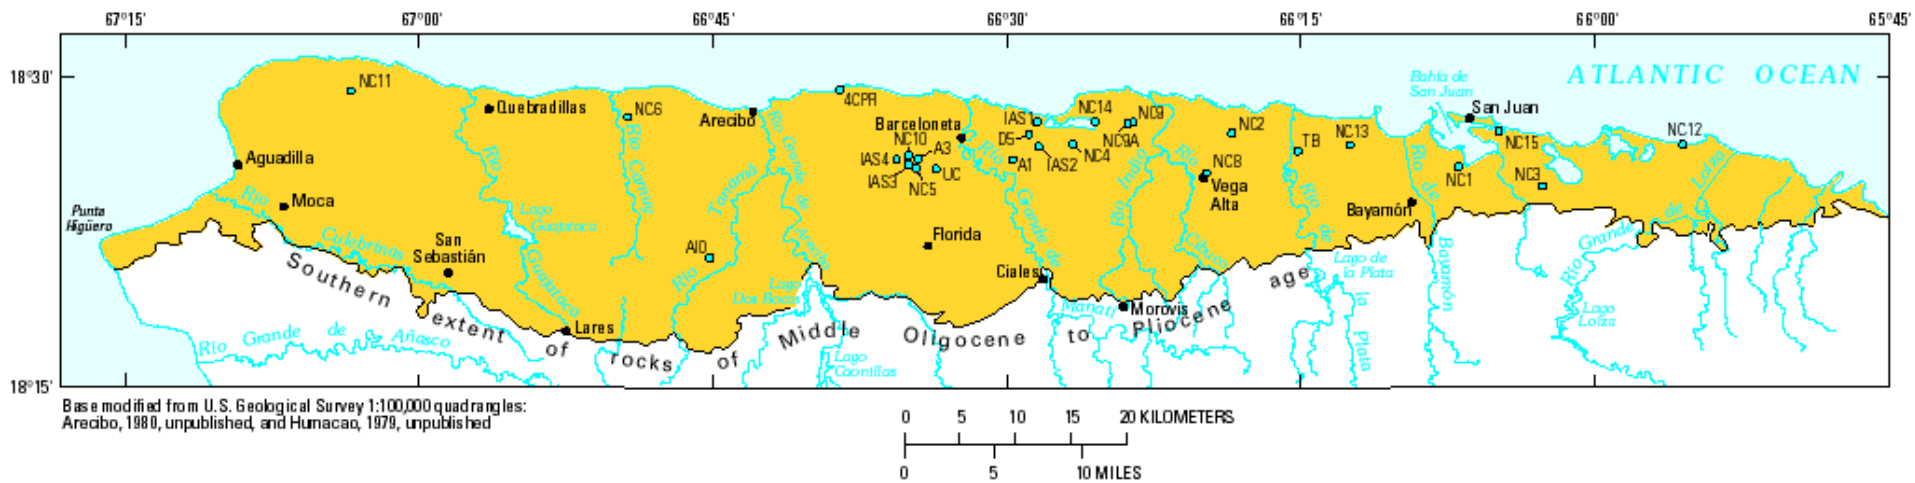 67°15' 67°00' 66°45' 66°30' 66°15' 66°00' 65°45'
18°30'
18°15'
ATLANTIC OCEAN
Bahía de
San Juan
San Juan
NC11
Quebradillas
NC6
Arecibo
4CPR
Barceloneta
NC10
A3
IAS4
IAS3
NC5
UC
IAS1
D5
A1
IAS2
NC4
NC14
NC9
NC9A
NC2
NC8
Vega
Alta
TB
NC13
NC15
NC1
NC3
NC12
Bayamón
Aguadilla
Moca
Punta
Higüero
San
Sebastián
Lares
Florida
Ciales
Morovis
Río
Culebrinas
Río
Guajataca
Lago
Guajataca
Río Camuy
Río
Tanamá
Río Grande de Arecibo
Lago
Dos Bocas
Lago
Caonillas
Río Grande de
Manatí
Río Indio
Río
Cibuco
Río de
la Plata
Lago de
la Plata
Río de
Bayamón
Río Grande de
Loíza
Lago
Loíza
Río Grande de Añasco
Southern extent of rocks of Middle Oligocene to Pliocene age
Base modified from U.S. Geological Survey 1:100,000 quadrangles:
Arecibo, 1980, unpublished, and Humacao, 1979, unpublished
0 5 10 15 20 KILOMETERS
0 5 10 MILES